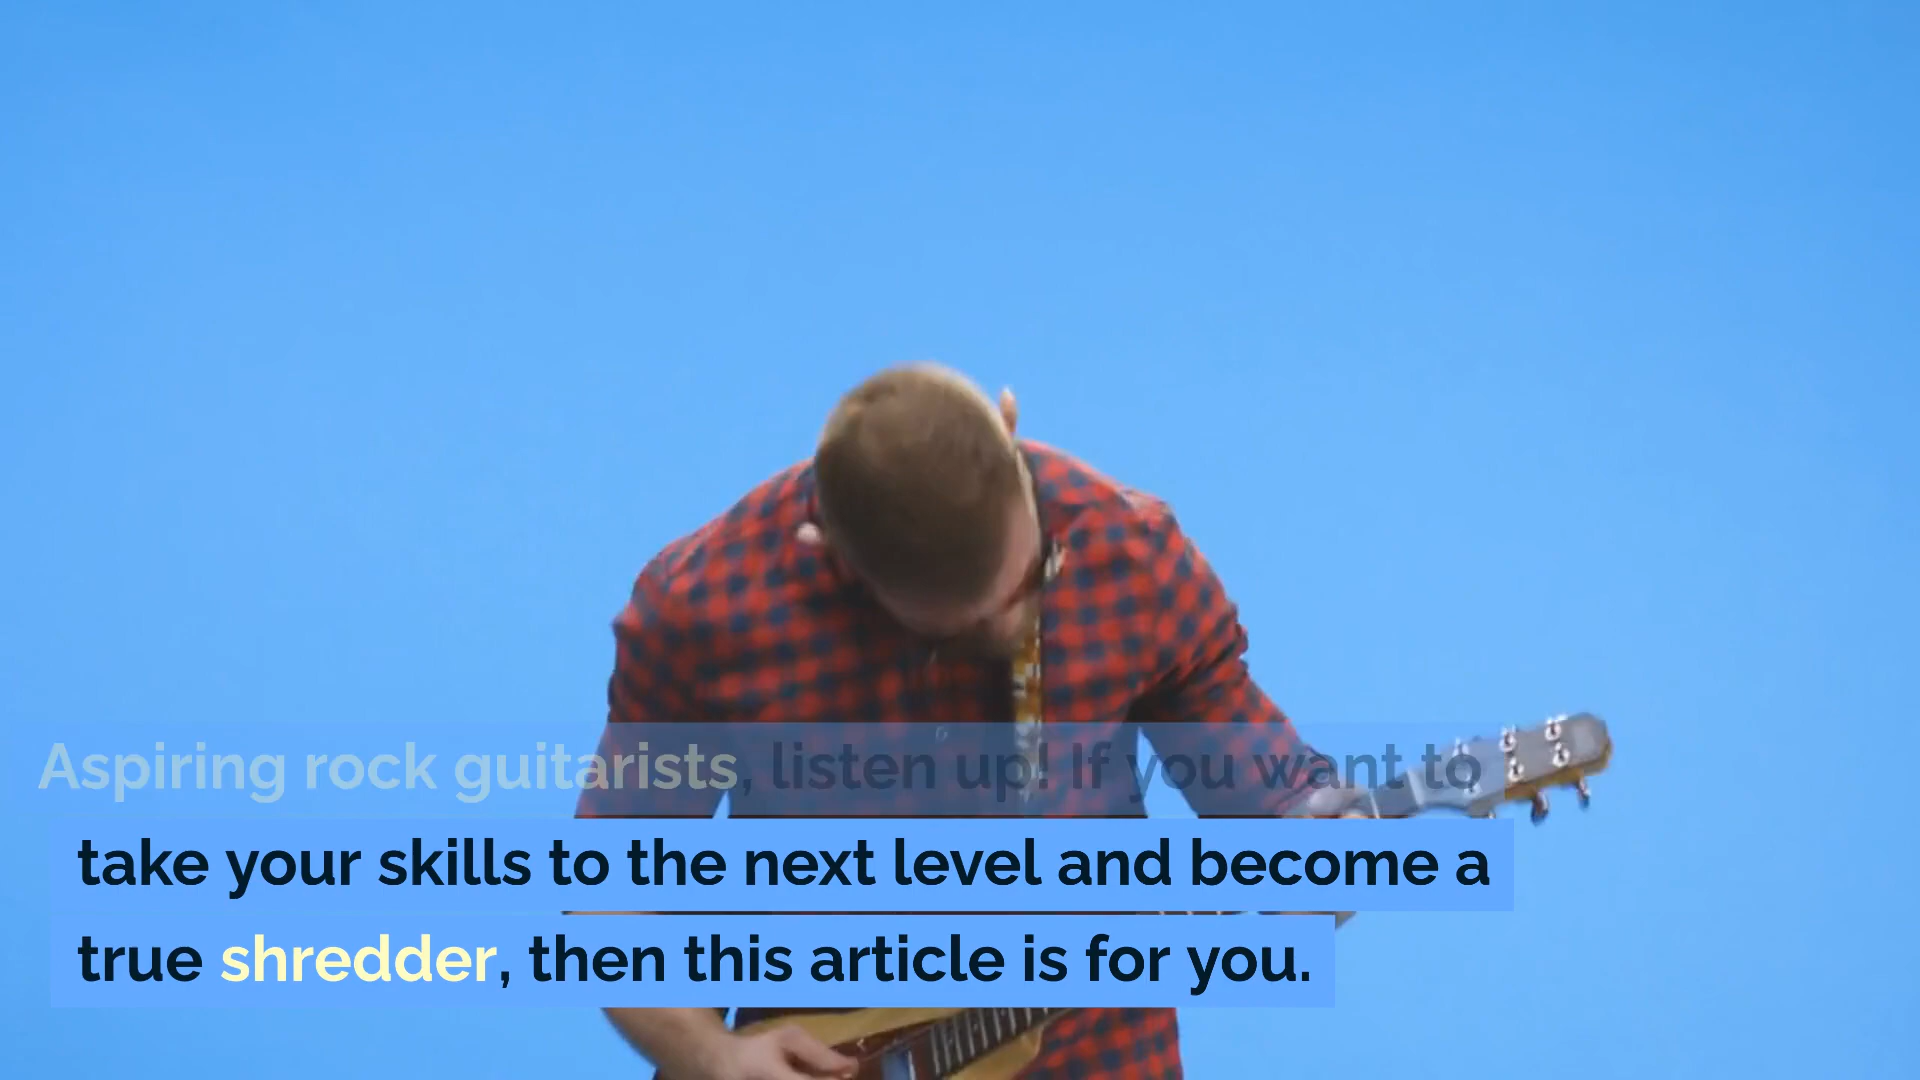 Aspiring rock guitarists, listen up! If you want to
take your skills to the next level and become a
true shredder, then this article is for you.